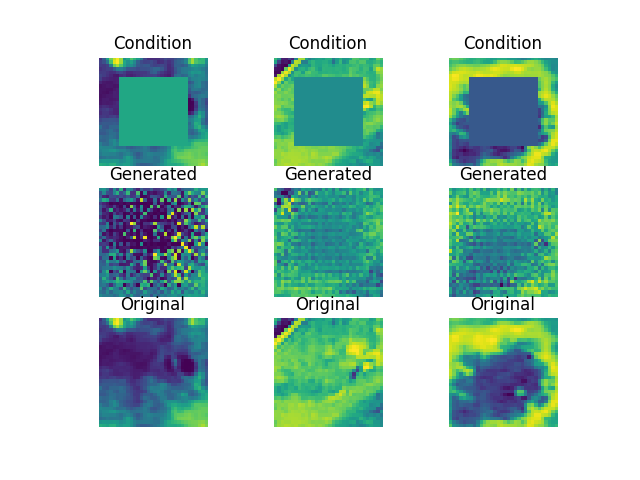 Condition Condition Condition
Generated Generated Generated
Original Original Original